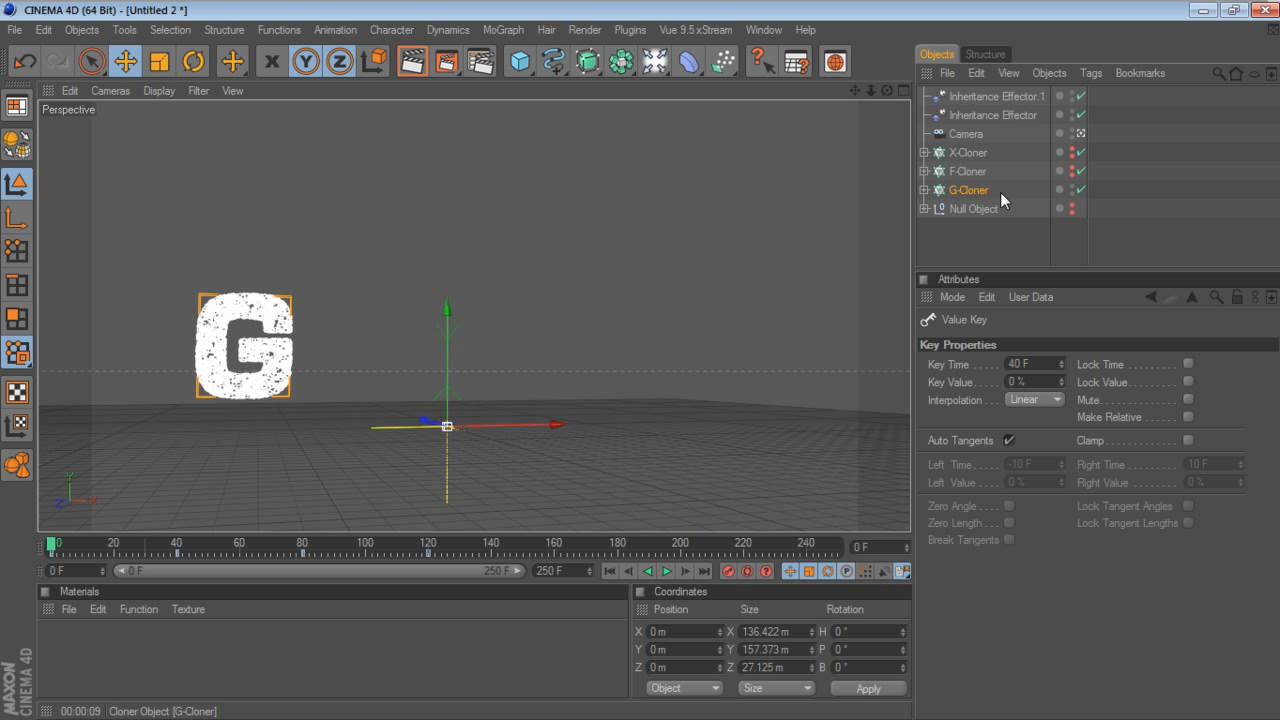 CINEMA 4D (64 Bit) - [Untitled 2 *]
File Edit Objects Tools Selection Structure Functions Animation Character Dynamics MoGraph Hair Render Plugins Vue 9.5 xStream Window Help
X Y Z
Objects Structure
File Edit View Objects Tags Bookmarks
Edit Cameras Display Filter View
Perspective
Inheritance Effector.1
Inheritance Effector
Camera
X-Cloner
F-Cloner
G-Cloner
Null Object
G
Attributes
Mode Edit User Data
Value Key
Key Properties
Key Time 40 F Lock Time
Key Value 0 % Lock Value
Interpolation Linear Mute
Make Relative
Auto Tangents Clamp
Left Time -10 F Right Time 10 F
Left Value 0 % Right Value 0 %
Zero Angle Lock Tangent Angles
Zero Length Lock Tangent Lengths
Break Tangents
Y
Z X
0 20 40 60 80 100 120 140 160 180 200 220 240 0 F
0 F 0 F 250 F 250 F
Materials
File Edit Function Texture
Coordinates
Position Size Rotation
X 0 m X 136.422 m H 0 °
Y 0 m Y 157.373 m P 0 °
Z 0 m Z 27.125 m B 0 °
Object Size Apply
MAXON
CINEMA 4D
00:00:09 Cloner Object [G-Cloner]